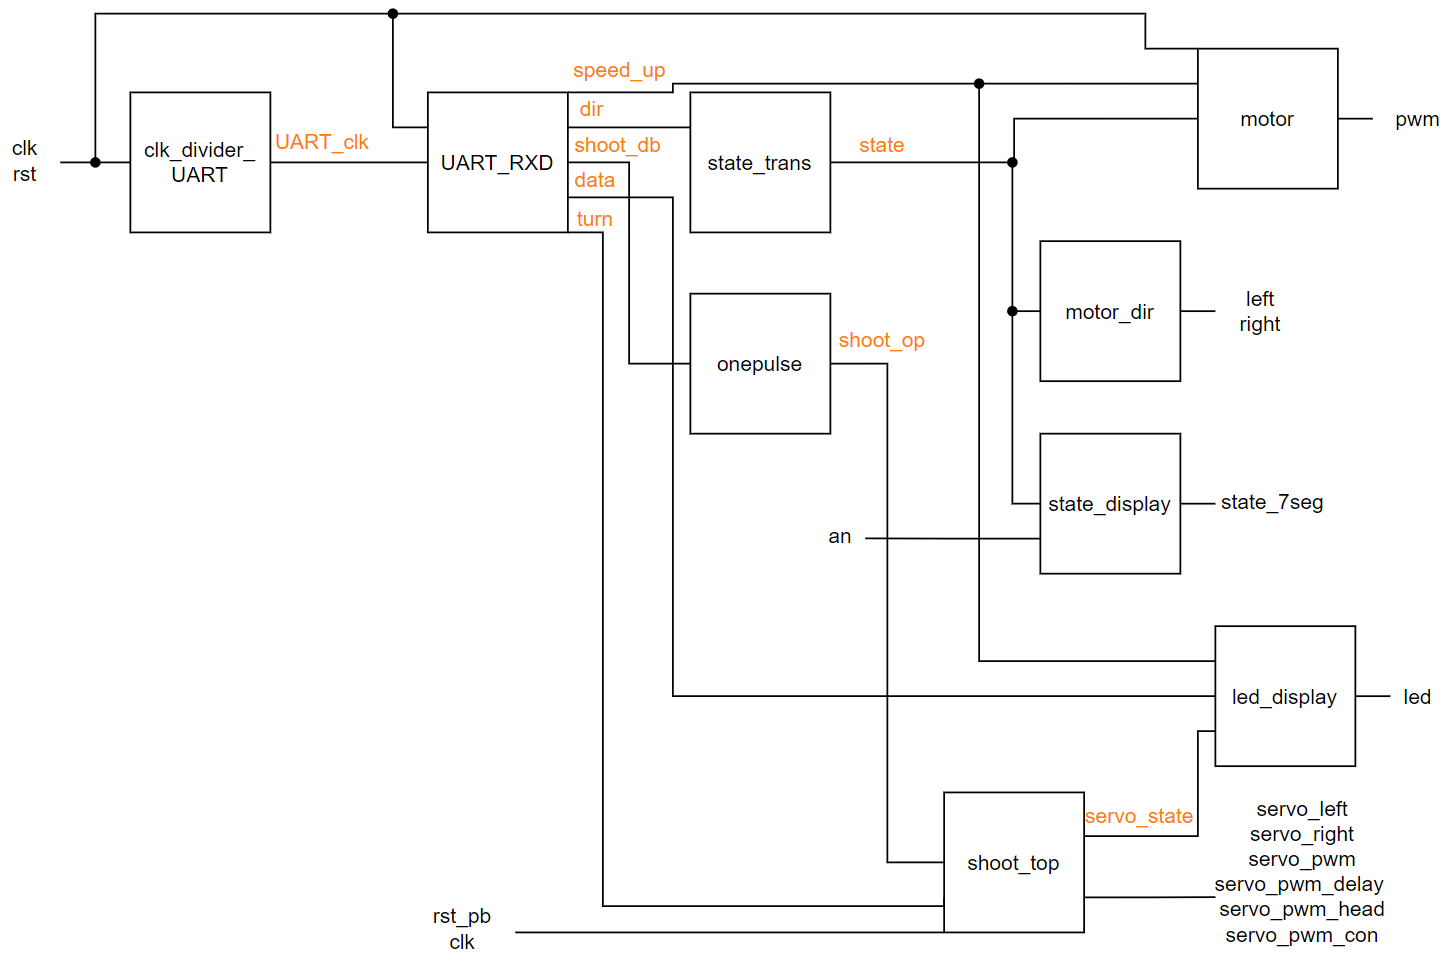 clk
rst
clk_divider_
UART
UART_clk
UART_RXD
speed_up
dir
shoot_db
data
turn
state_trans
state
motor
pwm
motor_dir
left
right
onepulse
shoot_op
an
state_display
state_7seg
led_display
led
servo_state
shoot_top
rst_pb
clk
servo_left
servo_right
servo_pwm
servo_pwm_delay
servo_pwm_head
servo_pwm_con